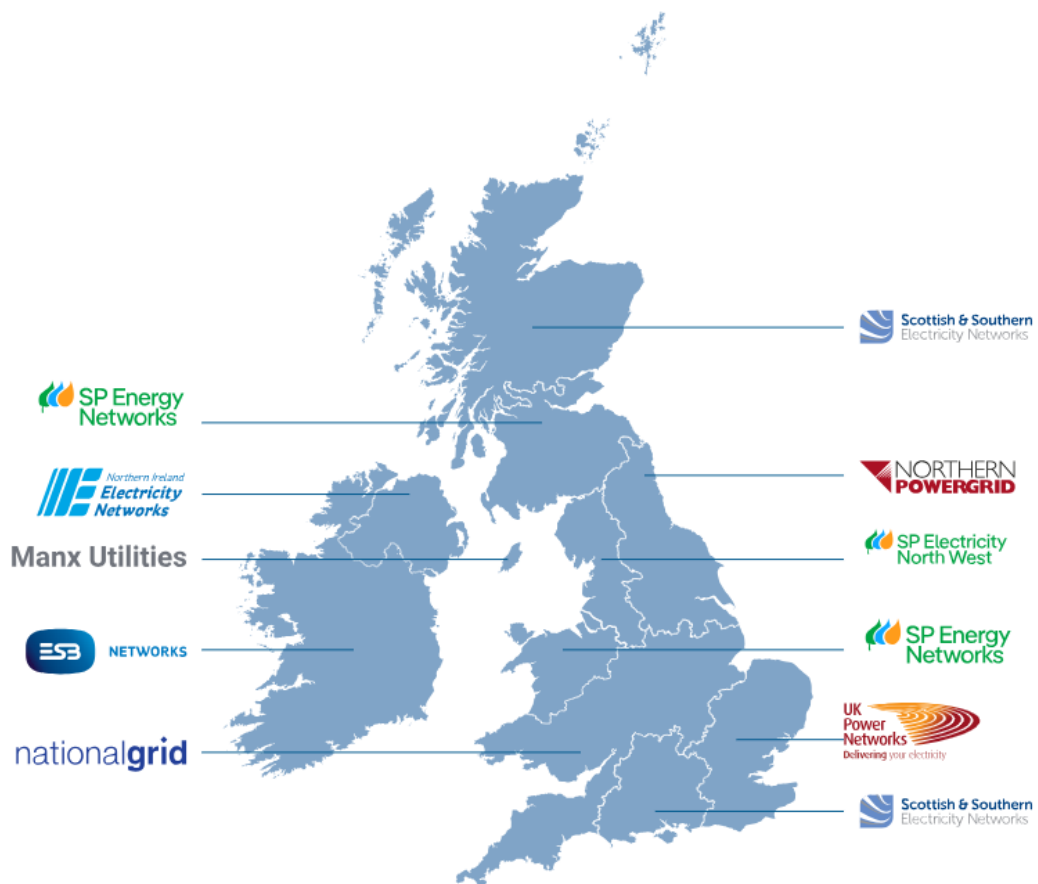 Scottish & Southern
Electricity Networks
SP Energy
Networks
Northern Ireland
Electricity
Networks
NORTHERN
POWERGRID
Manx Utilities
SP Electricity
North West
ESB NETWORKS
SP Energy
Networks
UK
Power
Networks
Delivering your electricity
nationalgrid
Scottish & Southern
Electricity Networks